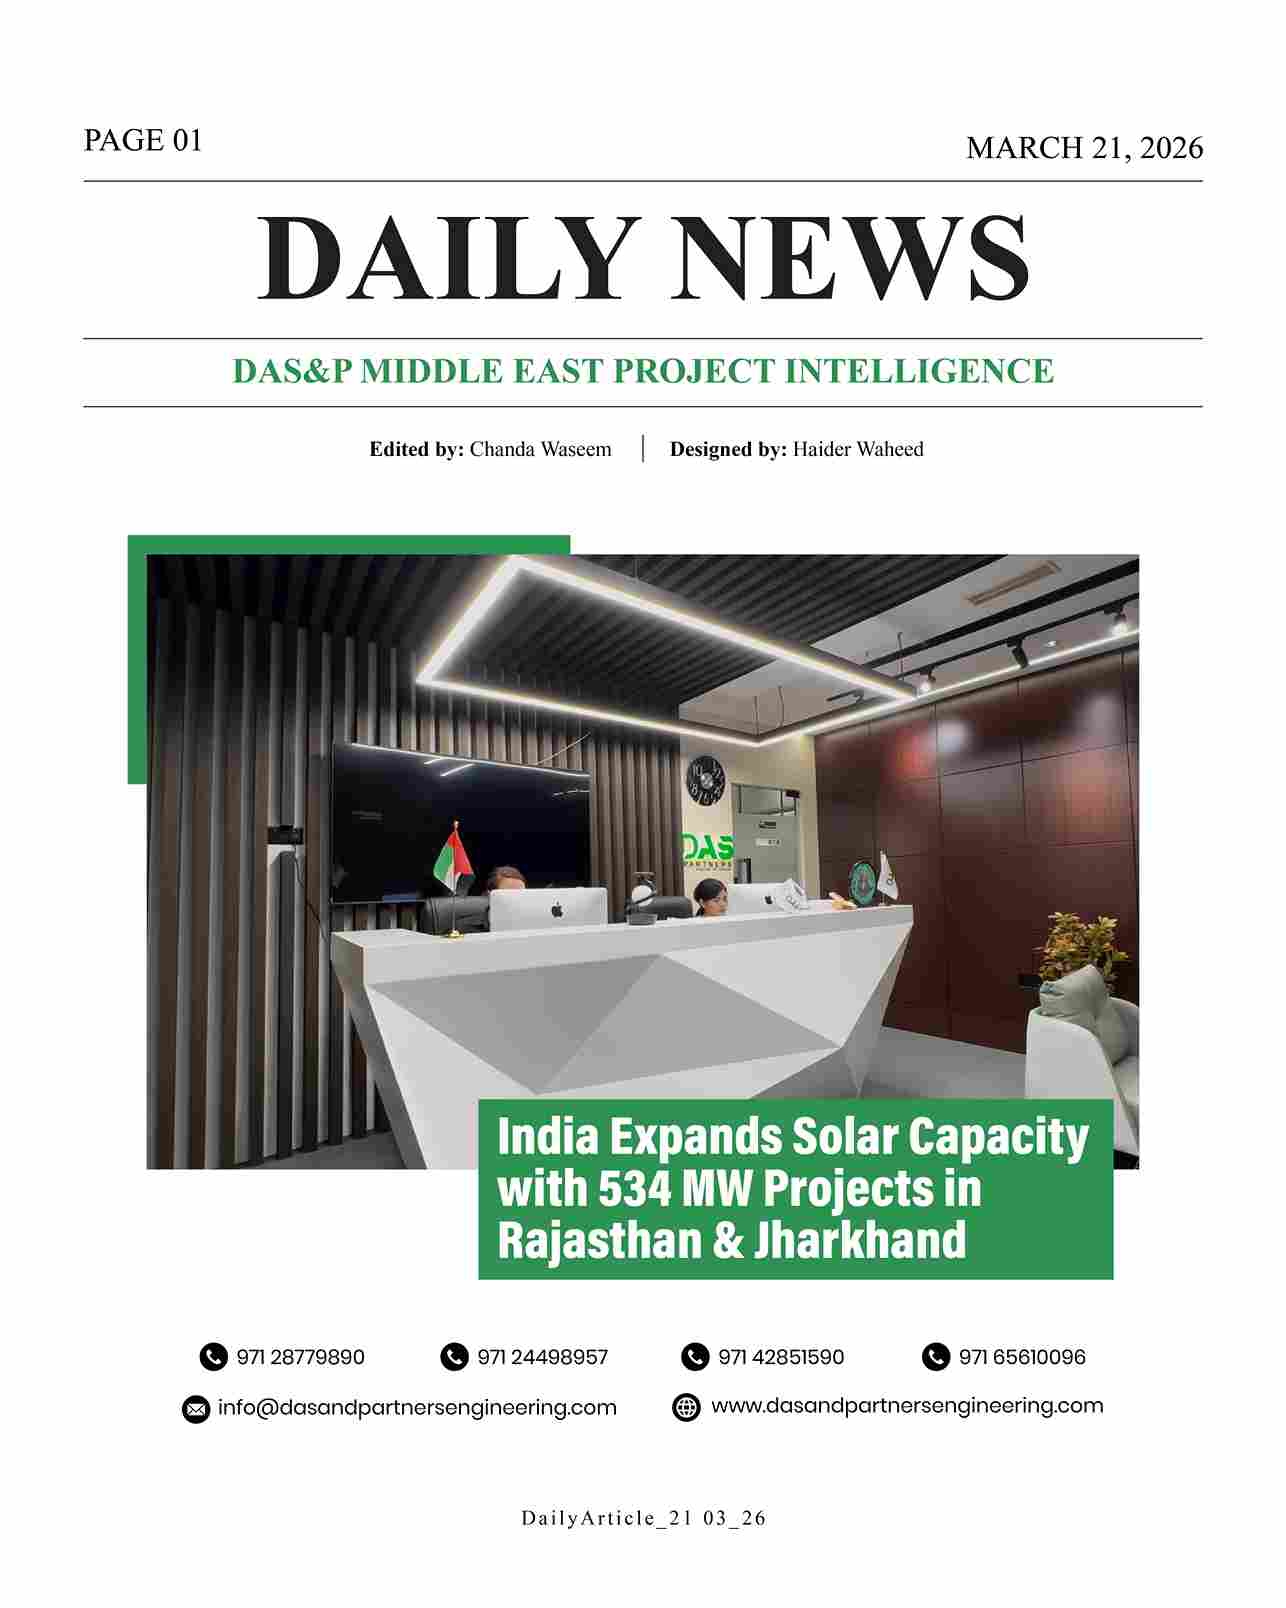 PAGE 01
MARCH 21, 2026
DAILY NEWS
DAS&P MIDDLE EAST PROJECT INTELLIGENCE
Edited by: Chanda Waseem | Designed by: Haider Waheed
DAS
PARTNERS
India Expands Solar Capacity
with 534 MW Projects in
Rajasthan & Jharkhand
971 28779890
971 24498957
971 42851590
971 65610096
info@dasandpartnersengineering.com
www.dasandpartnersengineering.com
DailyArticle_21 03_26